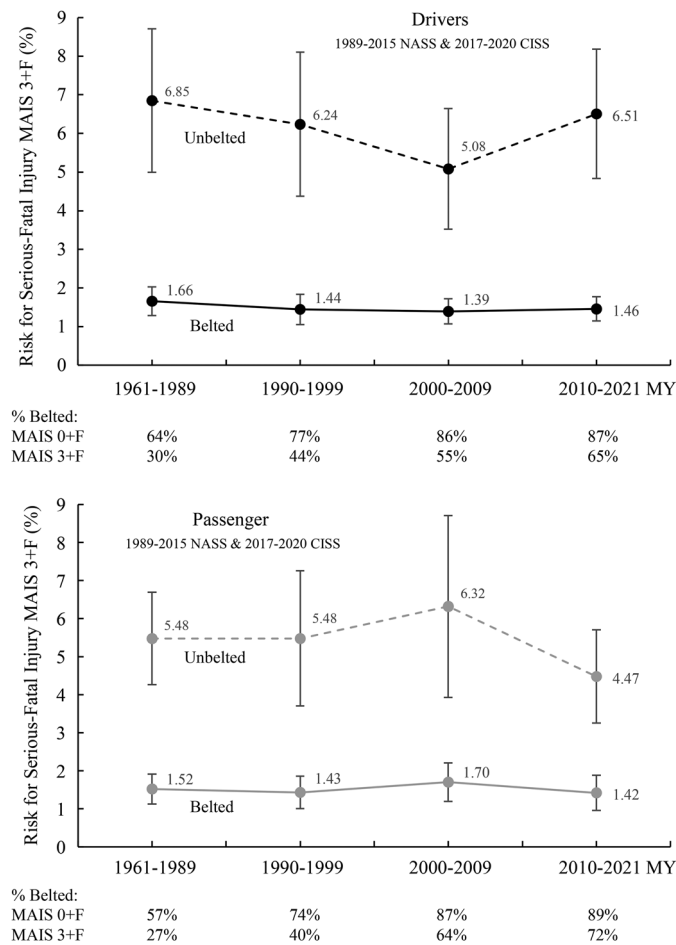 Drivers
1989-2015 NASS & 2017-2020 CISS
Risk for Serious-Fatal Injury MAIS 3+F (%)
9
8
7
6
5
4
3
2
1
0
6.85
6.24
5.08
6.51
Unbelted
1.66
1.44
1.39
1.46
Belted
1961-1989 1990-1999 2000-2009 2010-2021 MY
% Belted:
MAIS 0+F 64% 77% 86% 87%
MAIS 3+F 30% 44% 55% 65%
Passenger
1989-2015 NASS & 2017-2020 CISS
Risk for Serious-Fatal Injury MAIS 3+F (%)
9
8
7
6
5
4
3
2
1
0
5.48
5.48
6.32
4.47
Unbelted
1.52
1.43
1.70
1.42
Belted
1961-1989 1990-1999 2000-2009 2010-2021 MY
% Belted:
MAIS 0+F 57% 74% 87% 89%
MAIS 3+F 27% 40% 64% 72%